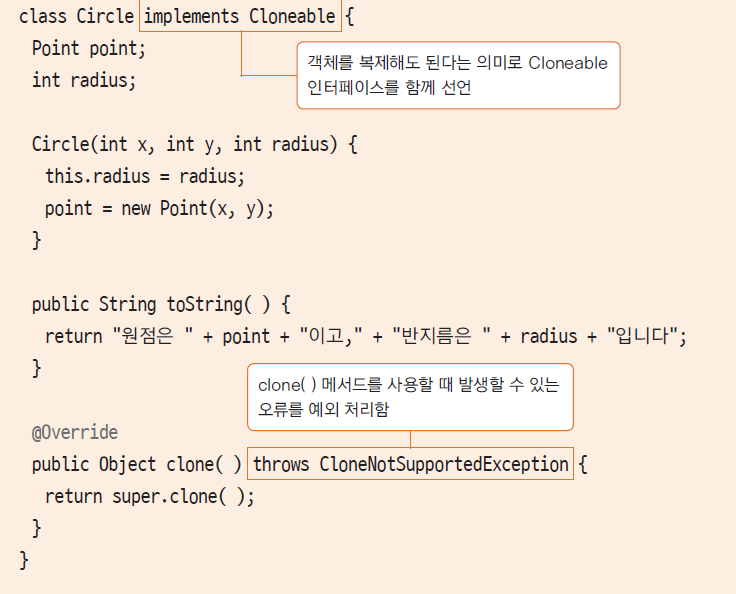 class Circle implements Cloneable {
Point point;
int radius;
객체를 복제해도 된다는 의미로 Cloneable
인터페이스를 함께 선언
Circle(int x, int y, int radius) {
this.radius = radius;
point = new Point(x, y);
}
public String toString( ) {
return "원점은 " + point + "이고," + "반지름은 " + radius + "입니다";
}
clone( ) 메서드를 사용할 때 발생할 수 있는
오류를 예외 처리함
@Override
public Object clone( ) throws CloneNotSupportedException {
return super.clone( );
}
}